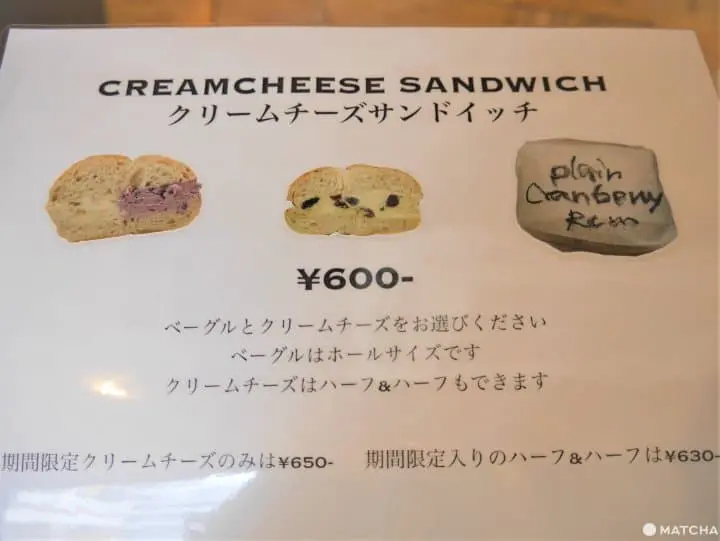 CREAMCHEESE SANDWICH
クリームチーズサンドイッチ
plain
Cranberry
Rum
¥600-
ベーグルとクリームチーズをお選びください
ベーグルはホールサイズです
クリームチーズはハーフ&ハーフもできます
期間限定クリームチーズのみは¥650-
期間限定入りのハーフ&ハーフは¥630-
MATCHA